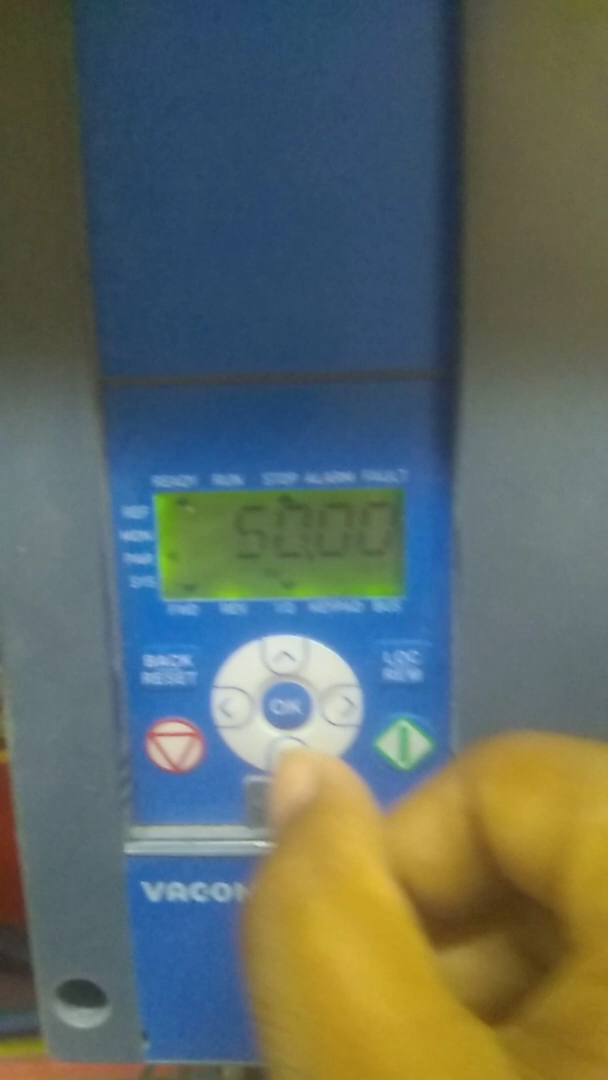 READY RUN STOP ALARM FAULT
REF
MON
PAR
SYS
50.00
FWD REV I/O KEYPAD BUS
BACK
RESET
LOC
REM
OK
VACON